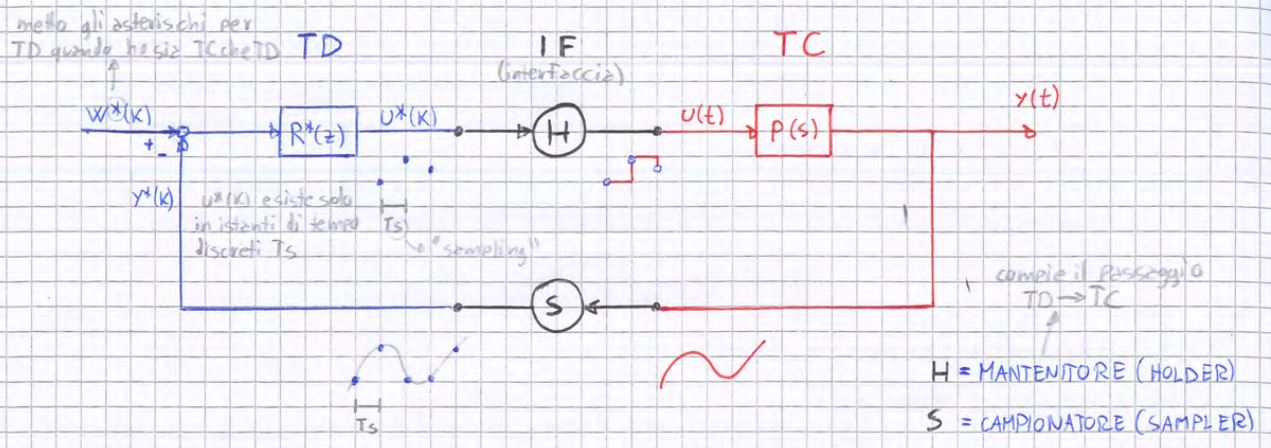 metto gli asterischi per
TD quando ho sia TC che TD
TD
IF
(interfaccia)
TC
W*(K)
+
-
R*(z)
U*(K)
H
U(t)
P(s)
y(t)
y*(K)
u*(K) esiste solo
in istanti di tempo
discreti Ts
Ts
"sampling"
S
compie il passaggio
TD→TC
Ts
H = MANTENITORE (HOLDER)
S = CAMPIONATORE (SAMPLER)